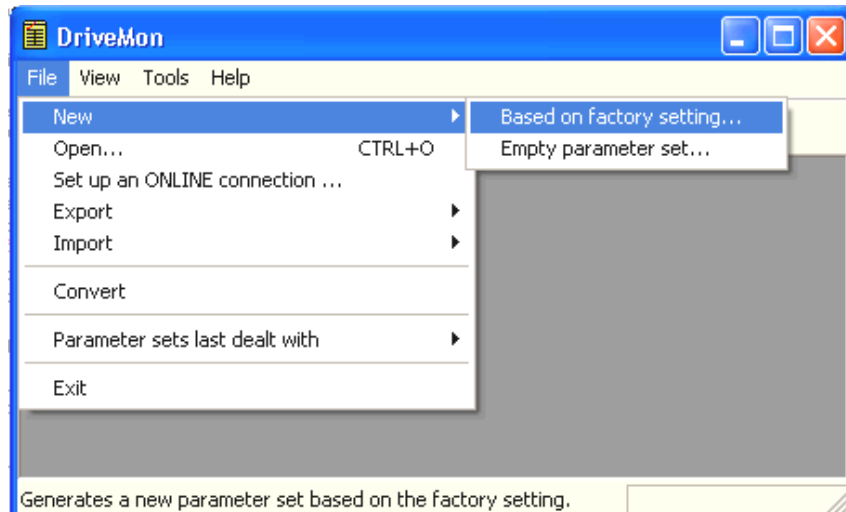 DriveMon
File View Tools Help
New Based on factory setting...
Open... CTRL+O Empty parameter set...
Set up an ONLINE connection ...
Export
Import
Convert
Parameter sets last dealt with
Exit
Generates a new parameter set based on the factory setting.